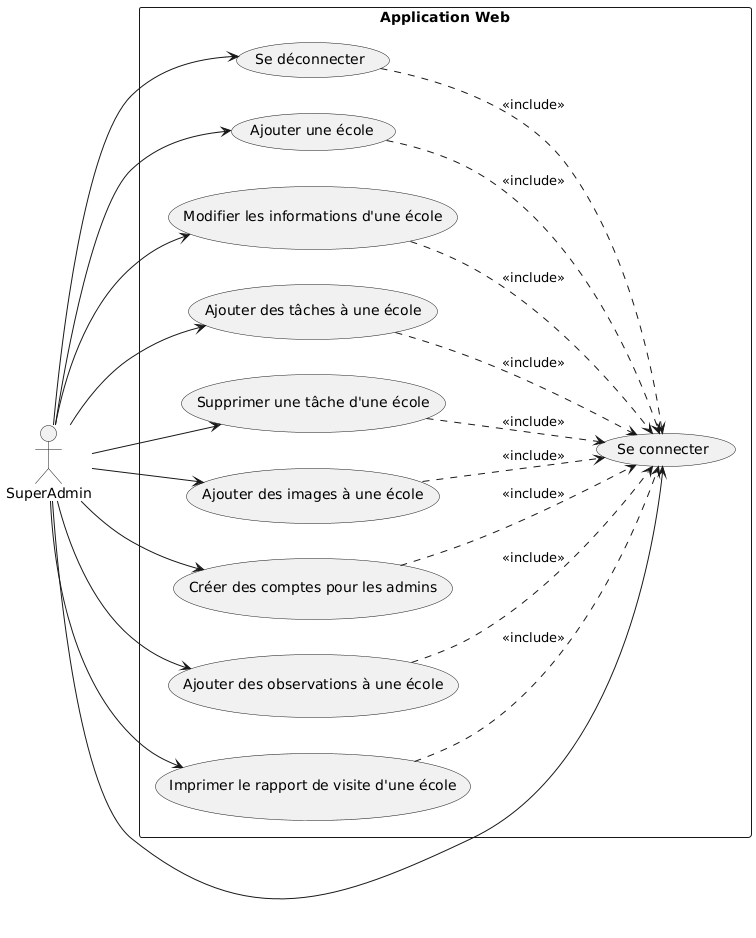 Application Web
Se déconnecter
«include»
Ajouter une école
«include»
Modifier les informations d'une école
«include»
Ajouter des tâches à une école
«include»
Supprimer une tâche d'une école
«include»
Se connecter
«include»
SuperAdmin
Ajouter des images à une école
«include»
Créer des comptes pour les admins
«include»
Ajouter des observations à une école
«include»
Imprimer le rapport de visite d'une école